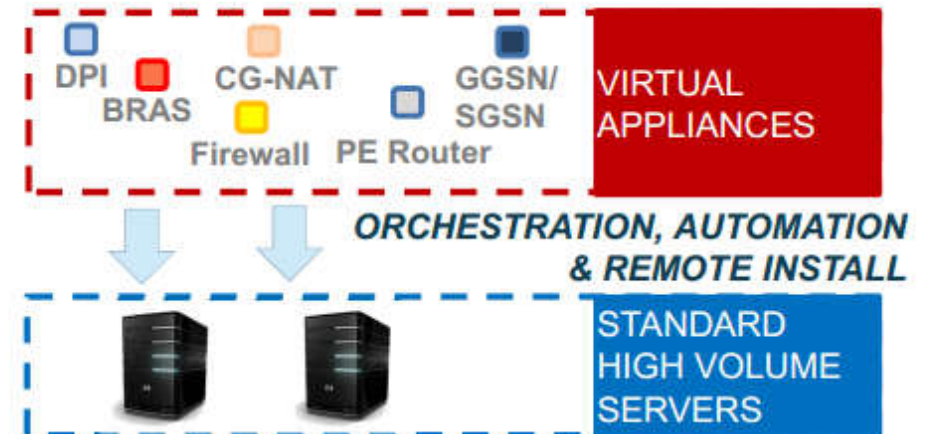 DPI
BRAS
CG-NAT
Firewall
PE Router
GGSN/
SGSN
VIRTUAL
APPLIANCES
ORCHESTRATION, AUTOMATION
& REMOTE INSTALL
STANDARD
HIGH VOLUME
SERVERS